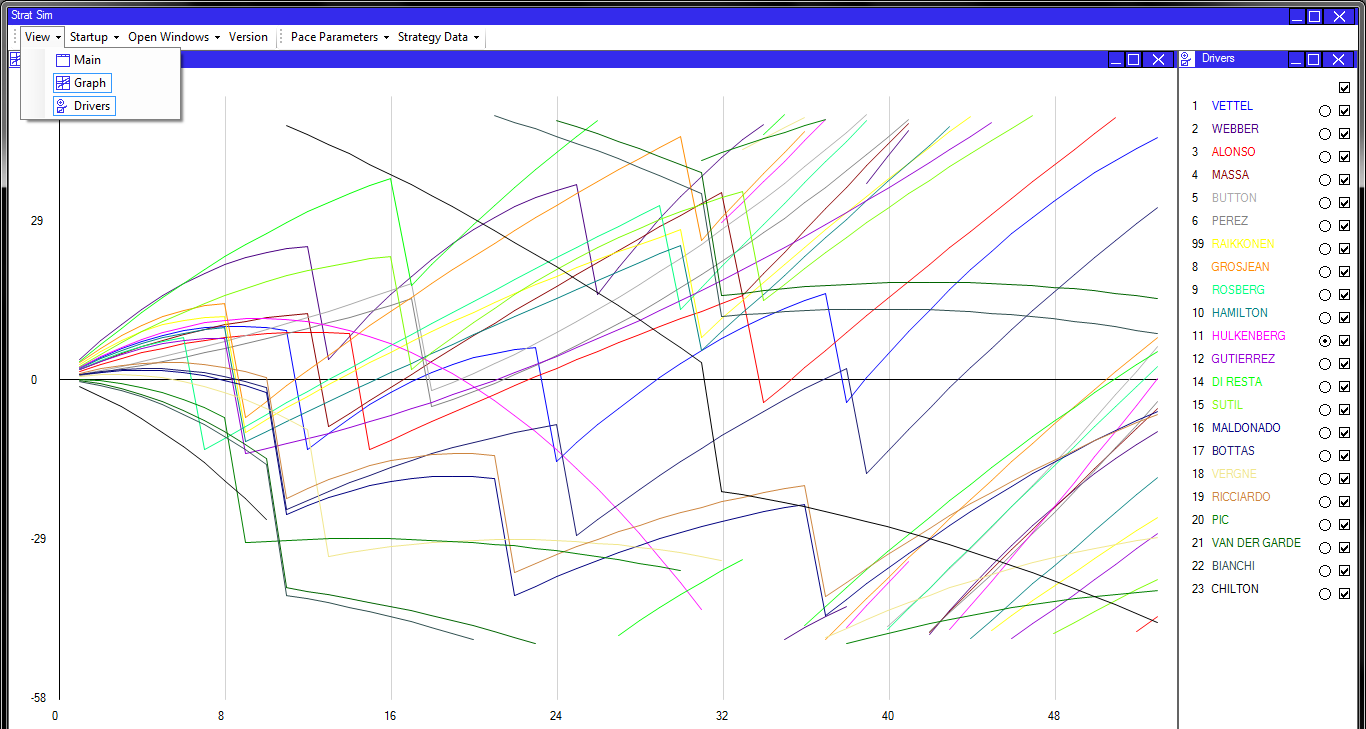 Strat Sim
View Startup Open Windows Version Pace Parameters Strategy Data
Main
Graph
Drivers
Drivers
1 VETTEL
2 WEBBER
3 ALONSO
4 MASSA
5 BUTTON
6 PEREZ
99 RAIKKONEN
8 GROSJEAN
9 ROSBERG
10 HAMILTON
11 HULKENBERG
12 GUTIERREZ
14 DI RESTA
15 SUTIL
16 MALDONADO
17 BOTTAS
18 VERGNE
19 RICCIARDO
20 PIC
21 VAN DER GARDE
22 BIANCHI
23 CHILTON
29
0
-29
-58
0 8 16 24 32 40 48